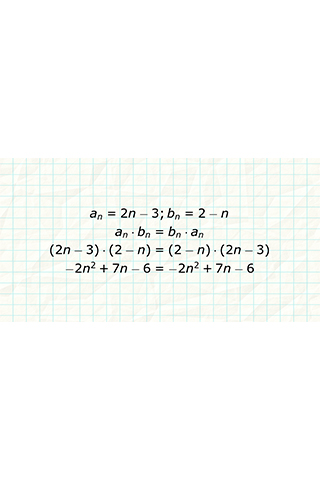 aₙ = 2n – 3; bₙ = 2 – n
aₙ · bₙ = bₙ · aₙ
(2n – 3) · (2 – n) = (2 – n) · (2n – 3)
–2n² + 7n – 6 = –2n² + 7n – 6